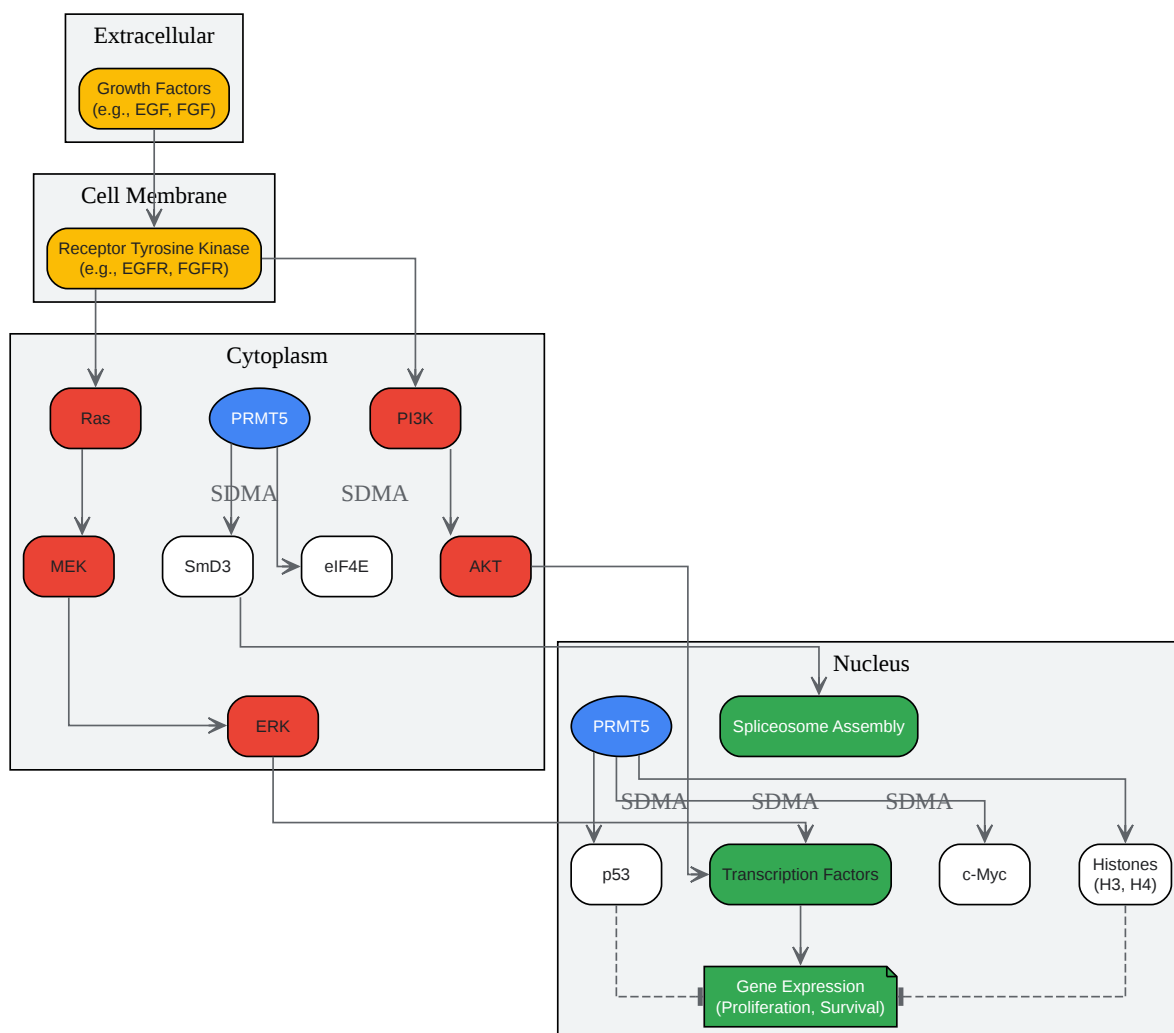 Extracellular
Growth Factors
(e.g., EGF, FGF)
Cell Membrane
Receptor Tyrosine Kinase
(e.g., EGFR, FGFR)
Cytoplasm
Ras
PRMT5
PI3K
SDMA
SDMA
MEK
SmD3
eIF4E
AKT
ERK
Nucleus
PRMT5
Spliceosome Assembly
SDMA
SDMA
SDMA
p53
Transcription Factors
c-Myc
Histones
(H3, H4)
Gene Expression
(Proliferation, Survival)